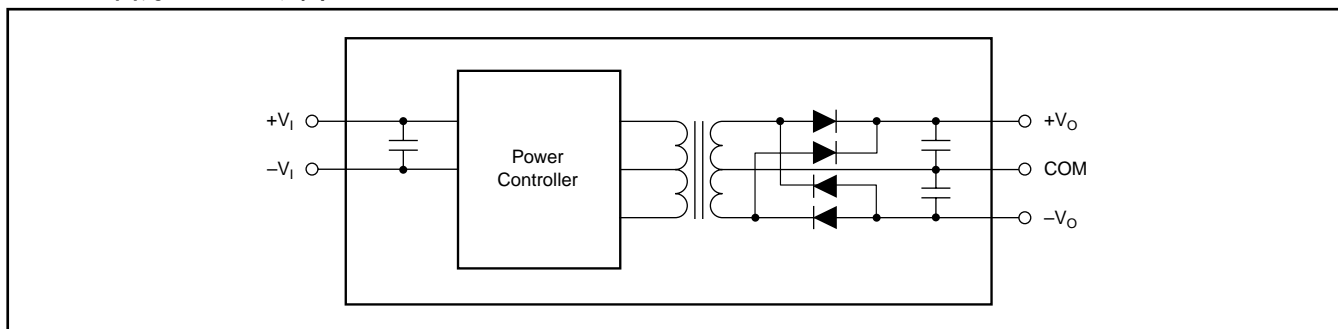 +V_I
–V_I
Power
Controller
+V_O
COM
–V_O